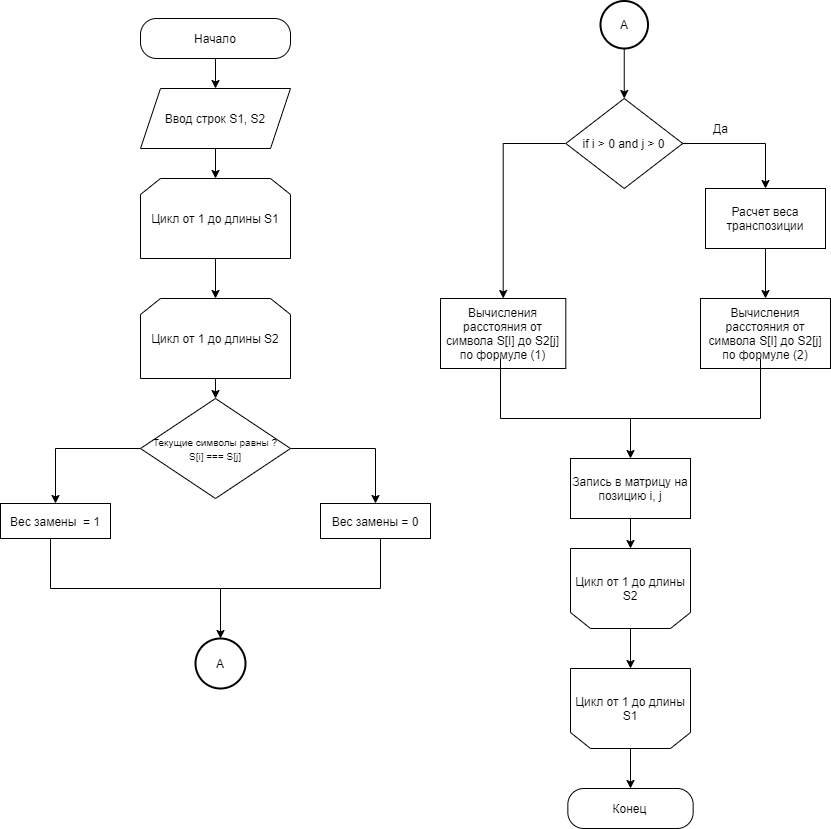 Начало
Ввод строк S1, S2
Цикл от 1 до длины S1
Цикл от 1 до длины S2
Текущие символы равны ?
S[i] === S[j]
Вес замены = 1
Вес замены = 0
A
A
if i > 0 and j > 0
Да
Расчет веса
транспозиции
Вычисления
расстояния от
символа S[I] до S2[j]
по формуле (1)
Вычисления
расстояния от
символа S[I] до S2[j]
по формуле (2)
Запись в матрицу на
позицию i, j
Цикл от 1 до длины
S2
Цикл от 1 до длины
S1
Конец